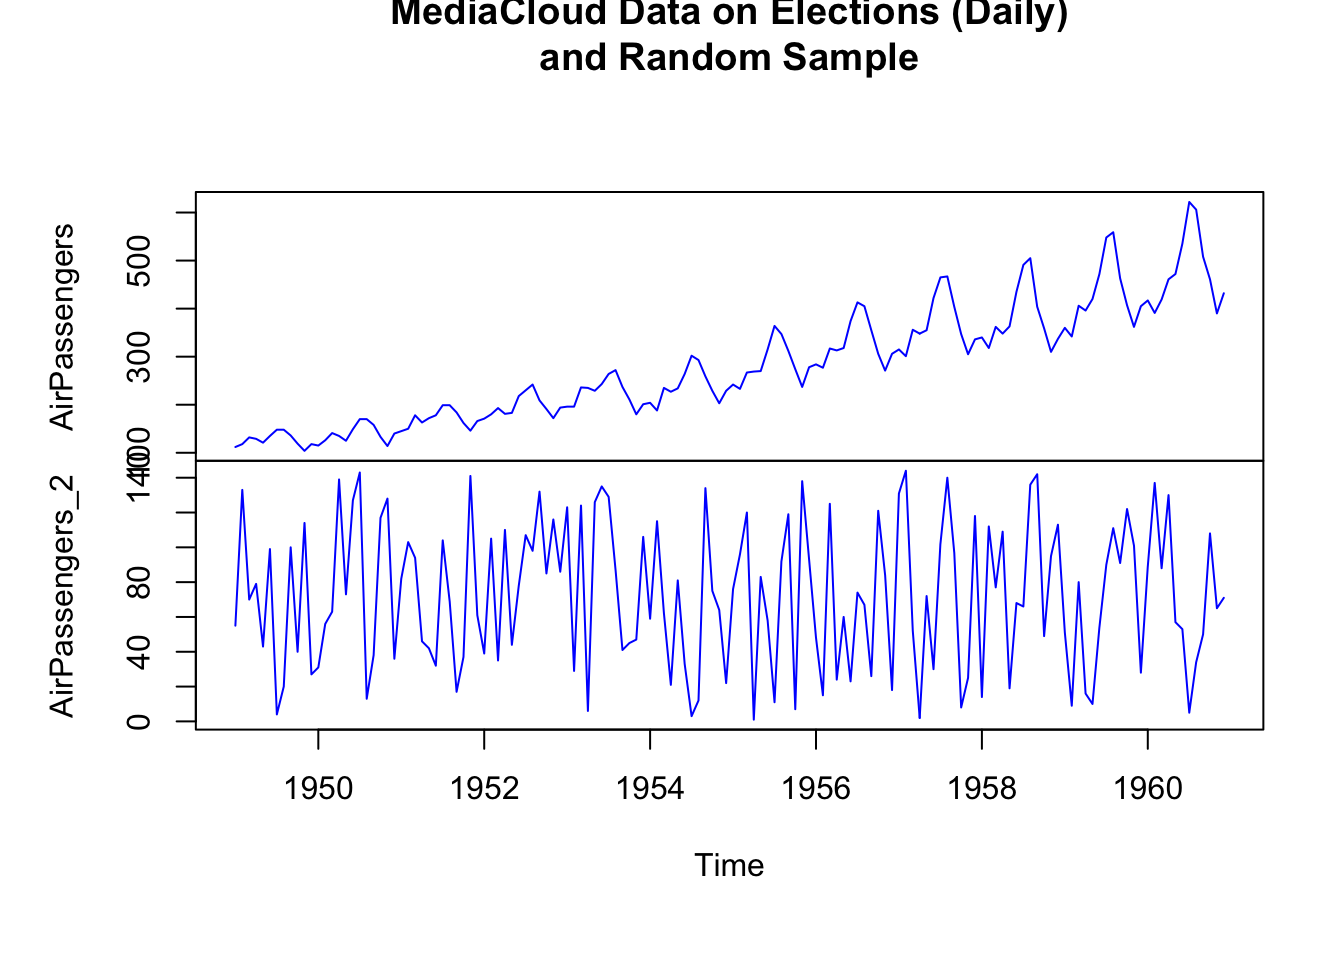 MediaCloud Data on Elections (Daily)
and Random Sample
AirPassengers
500
300
100
AirPassengers_2
140
80
40
0
1950 1952 1954 1956 1958 1960
Time